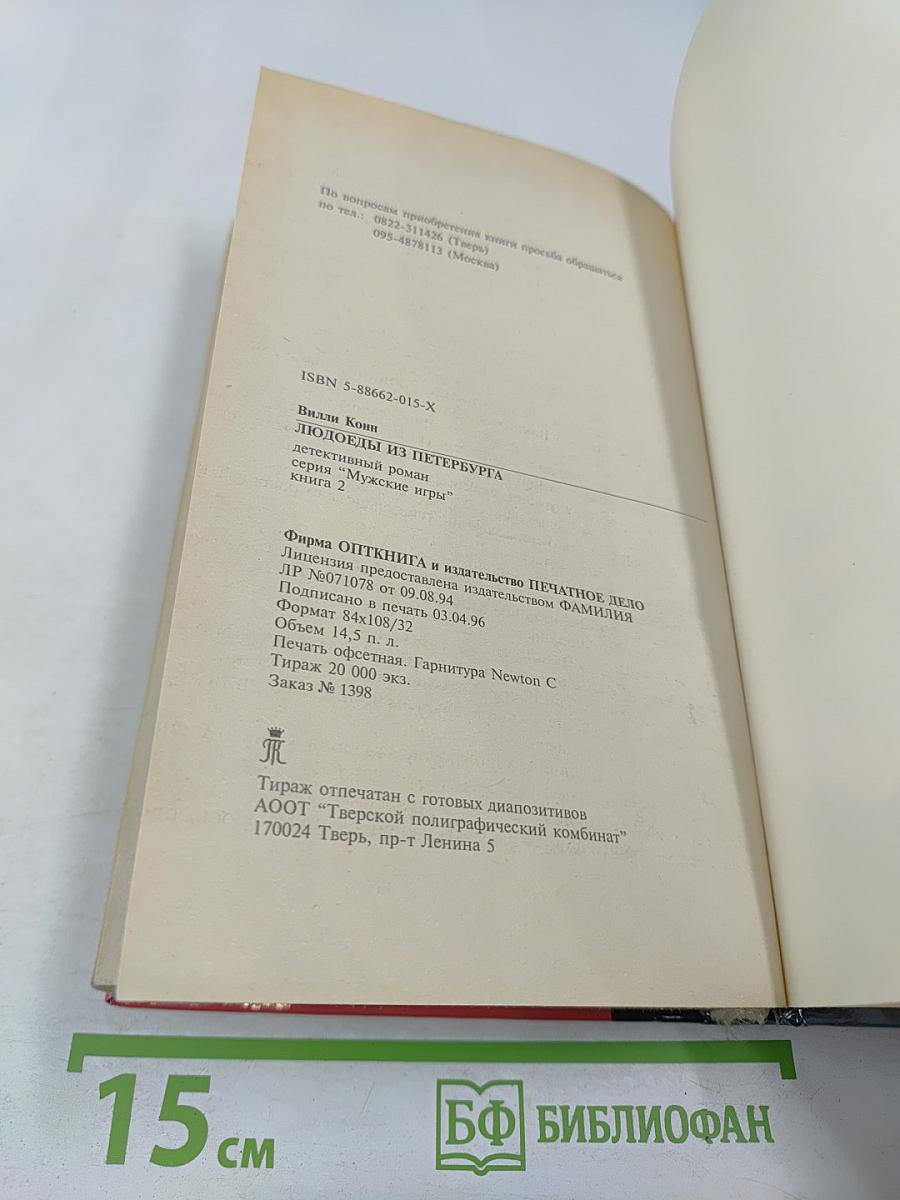 По вопросам приобретения книги просьба обращаться
по тел.: 0822-311426 (Тверь)
095-4878113 (Москва)
ISBN 5-88662-015-X
Вилли Конн
ЛЮДОЕДЫ ИЗ ПЕТЕРБУРГА
детективный роман
серия "Мужские игры"
книга 2
Фирма ОПТКНИГА и издательство ПЕЧАТНОЕ ДЕЛО
Лицензия предоставлена издательством ФАМИЛИЯ
ЛР №071078 от 09.08.94
Подписано в печать 03.04.96
Формат 84х108/32
Объем 14,5 п. л.
Печать офсетная. Гарнитура Newton C
Тираж 20 000 экз.
Заказ № 1398
ТПК
Тираж отпечатан с готовых диапозитивов
АООТ "Тверской полиграфический комбинат"
170024 Тверь, пр-т Ленина 5
15 см
БФ БИБЛИОФАН